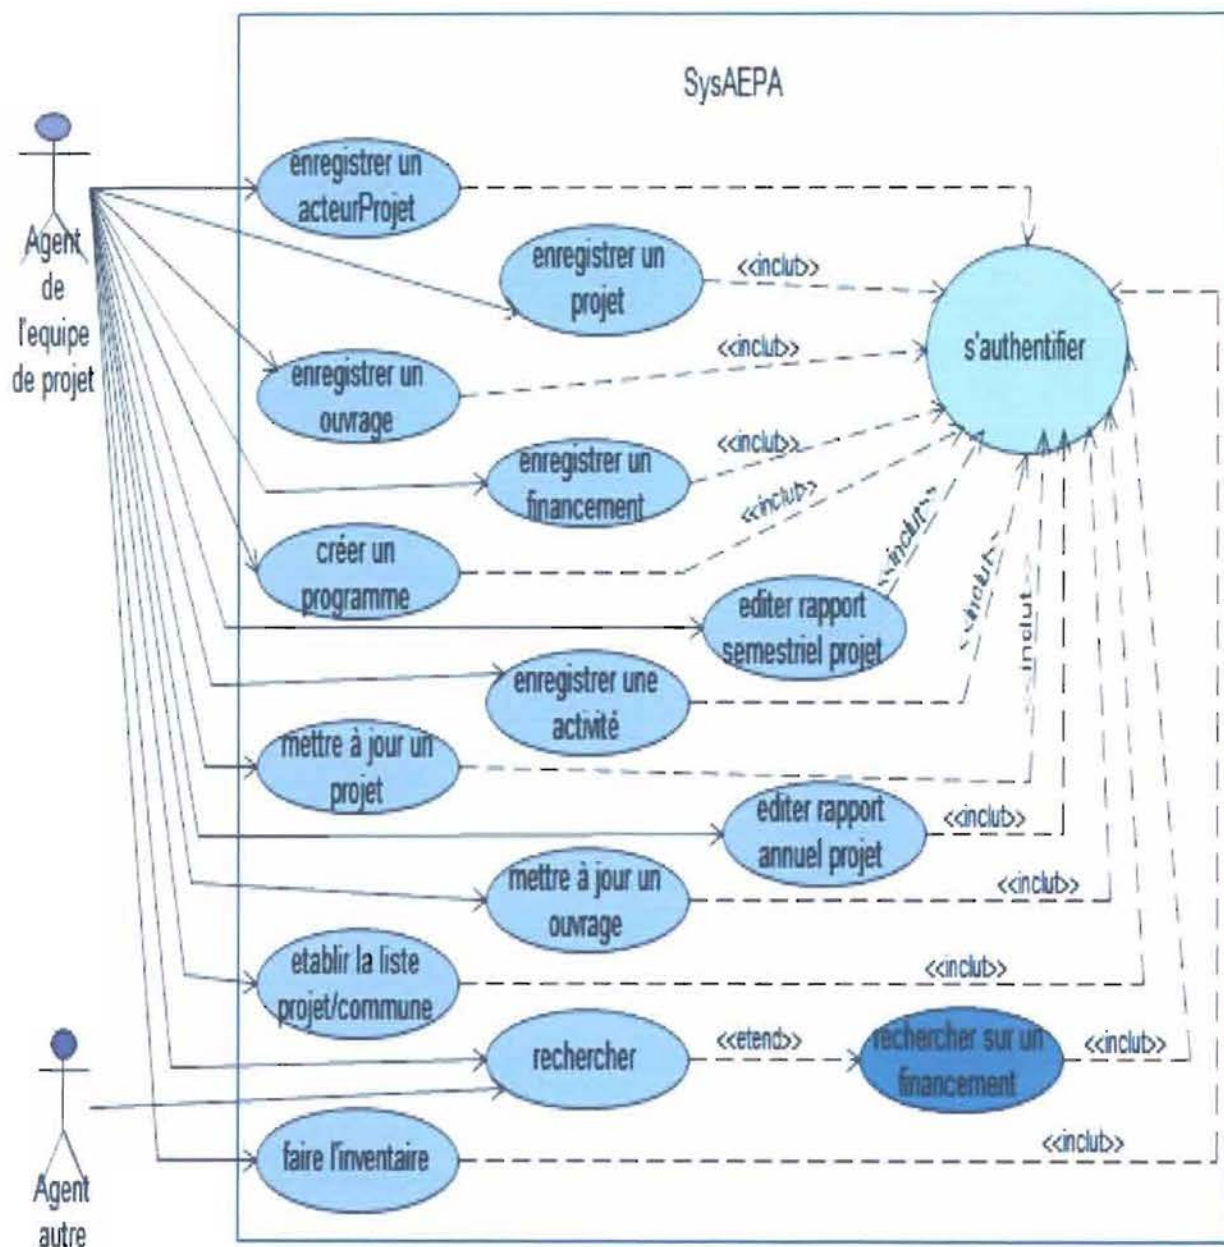 SysAEPA
Agent
de
l'equipe
de projet
enregistrer un
acteurProjet
enregistrer un
projet
<<inclut>>
s'authentifier
enregistrer un
ouvrage
<<inclut>>
enregistrer un
financement
<<inclut>>
créer un
programme
<<inclut>>
editer rapport
semestriel projet
<<inclut>>
enregistrer une
activité
<<inclut>>
mettre à jour un
projet
<<inclut>>
editer rapport
annuel projet
<<inclut>>
mettre à jour un
ouvrage
<<inclut>>
etablir la liste
projet/commune
<<inclut>>
rechercher
<<etend>>
rechercher sur un
financement
<<inclut>>
faire l'inventaire
<<inclut>>
Agent
autre